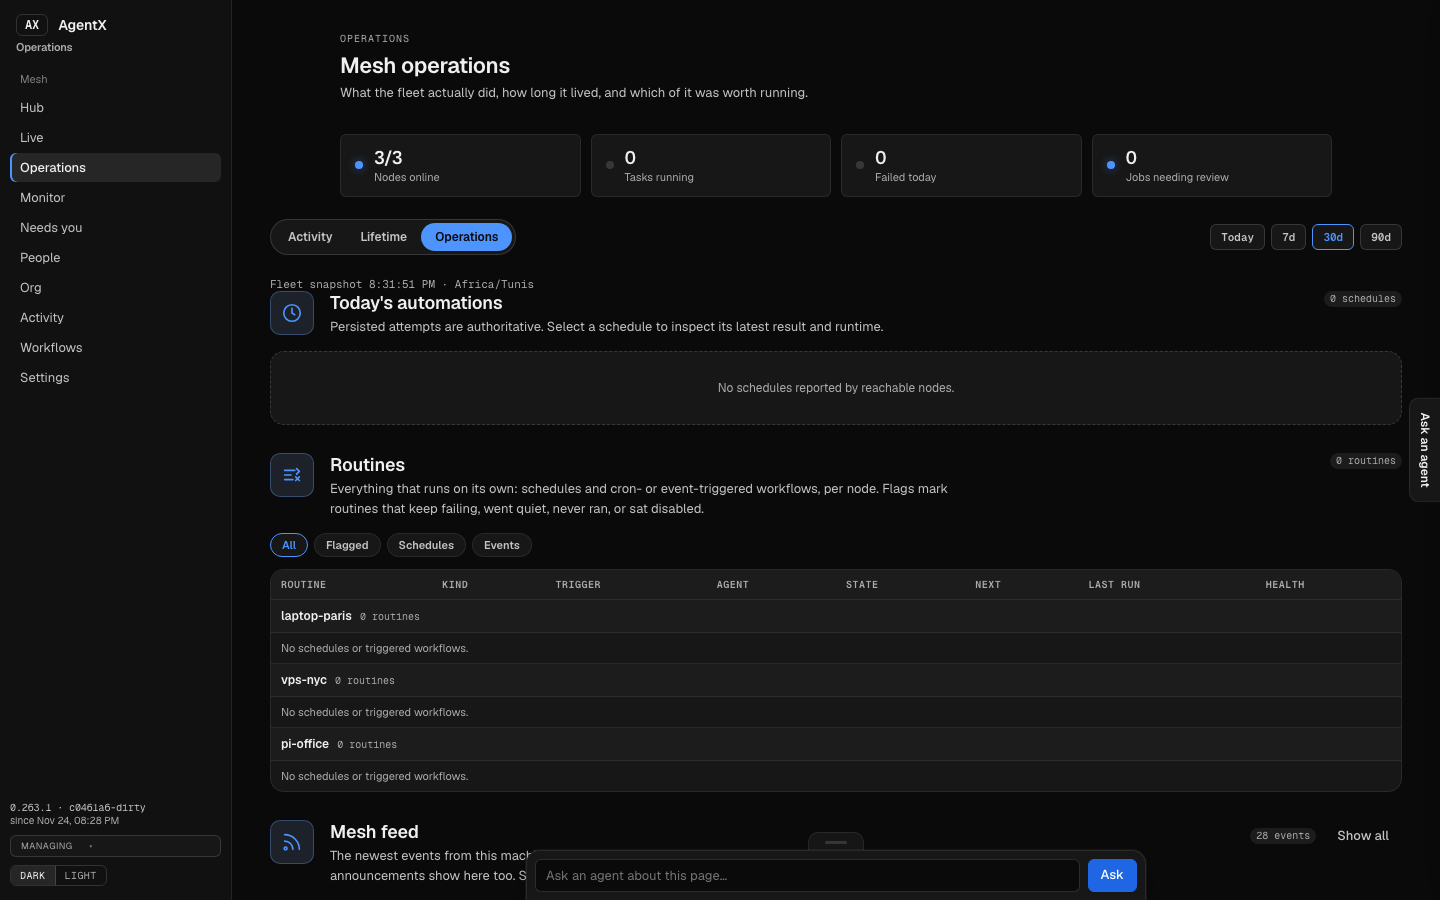 AX AgentX
Operations
Mesh
Hub
Live
Operations
Monitor
Needs you
People
Org
Activity
Workflows
Settings
0.263.1 · c0461a6-dirty
since Nov 24, 08:28 PM
MANAGING
DARK LIGHT
OPERATIONS
Mesh operations
What the fleet actually did, how long it lived, and which of it was worth running.
3/3
Nodes online
0
Tasks running
0
Failed today
0
Jobs needing review
Activity Lifetime Operations
Today 7d 30d 90d
Fleet snapshot 8:31:51 PM · Africa/Tunis
Today's automations
0 schedules
Persisted attempts are authoritative. Select a schedule to inspect its latest result and runtime.
No schedules reported by reachable nodes.
Routines
0 routines
Everything that runs on its own: schedules and cron- or event-triggered workflows, per node. Flags mark
routines that keep failing, went quiet, never ran, or sat disabled.
All Flagged Schedules Events
ROUTINE KIND TRIGGER AGENT STATE NEXT LAST RUN HEALTH
laptop-paris 0 routines
No schedules or triggered workflows.
vps-nyc 0 routines
No schedules or triggered workflows.
pi-office 0 routines
No schedules or triggered workflows.
Mesh feed
28 events Show all
The newest events from this
announcements show here too.
Ask an agent about this page…
Ask
Ask an agent